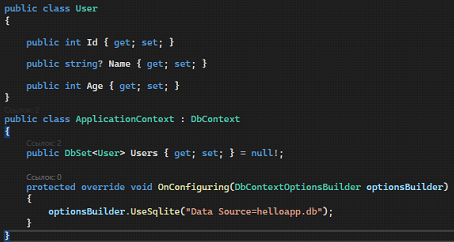 public class User
{
public int Id { get; set; }
public string? Name { get; set; }
public int Age { get; set; }
}
Ссылок: 2
public class ApplicationContext : DbContext
{
Ссылок: 2
public DbSet<User> Users { get; set; } = null!;
Ссылок: 0
protected override void OnConfiguring(DbContextOptionsBuilder optionsBuilder)
{
optionsBuilder.UseSqlite("Data Source=helloapp.db");
}
}